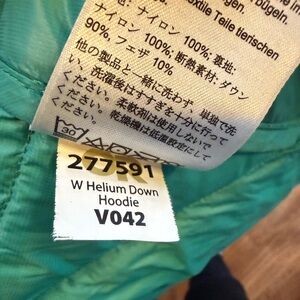 bügeln.
textile Teile tierischen
地: ナイロン 100%; 裏地:
ナイロン 100%; 断熱素材: ダウン
90%, フェザ 10%
他の製品と一緒に洗わず、単独で洗
ください。洗濯後はすすぎを十分に行って
ください。柔軟剤は使用しないで
ください。乾燥機は低温設定にして
30
277591
W Helium Down
Hoodie
V042